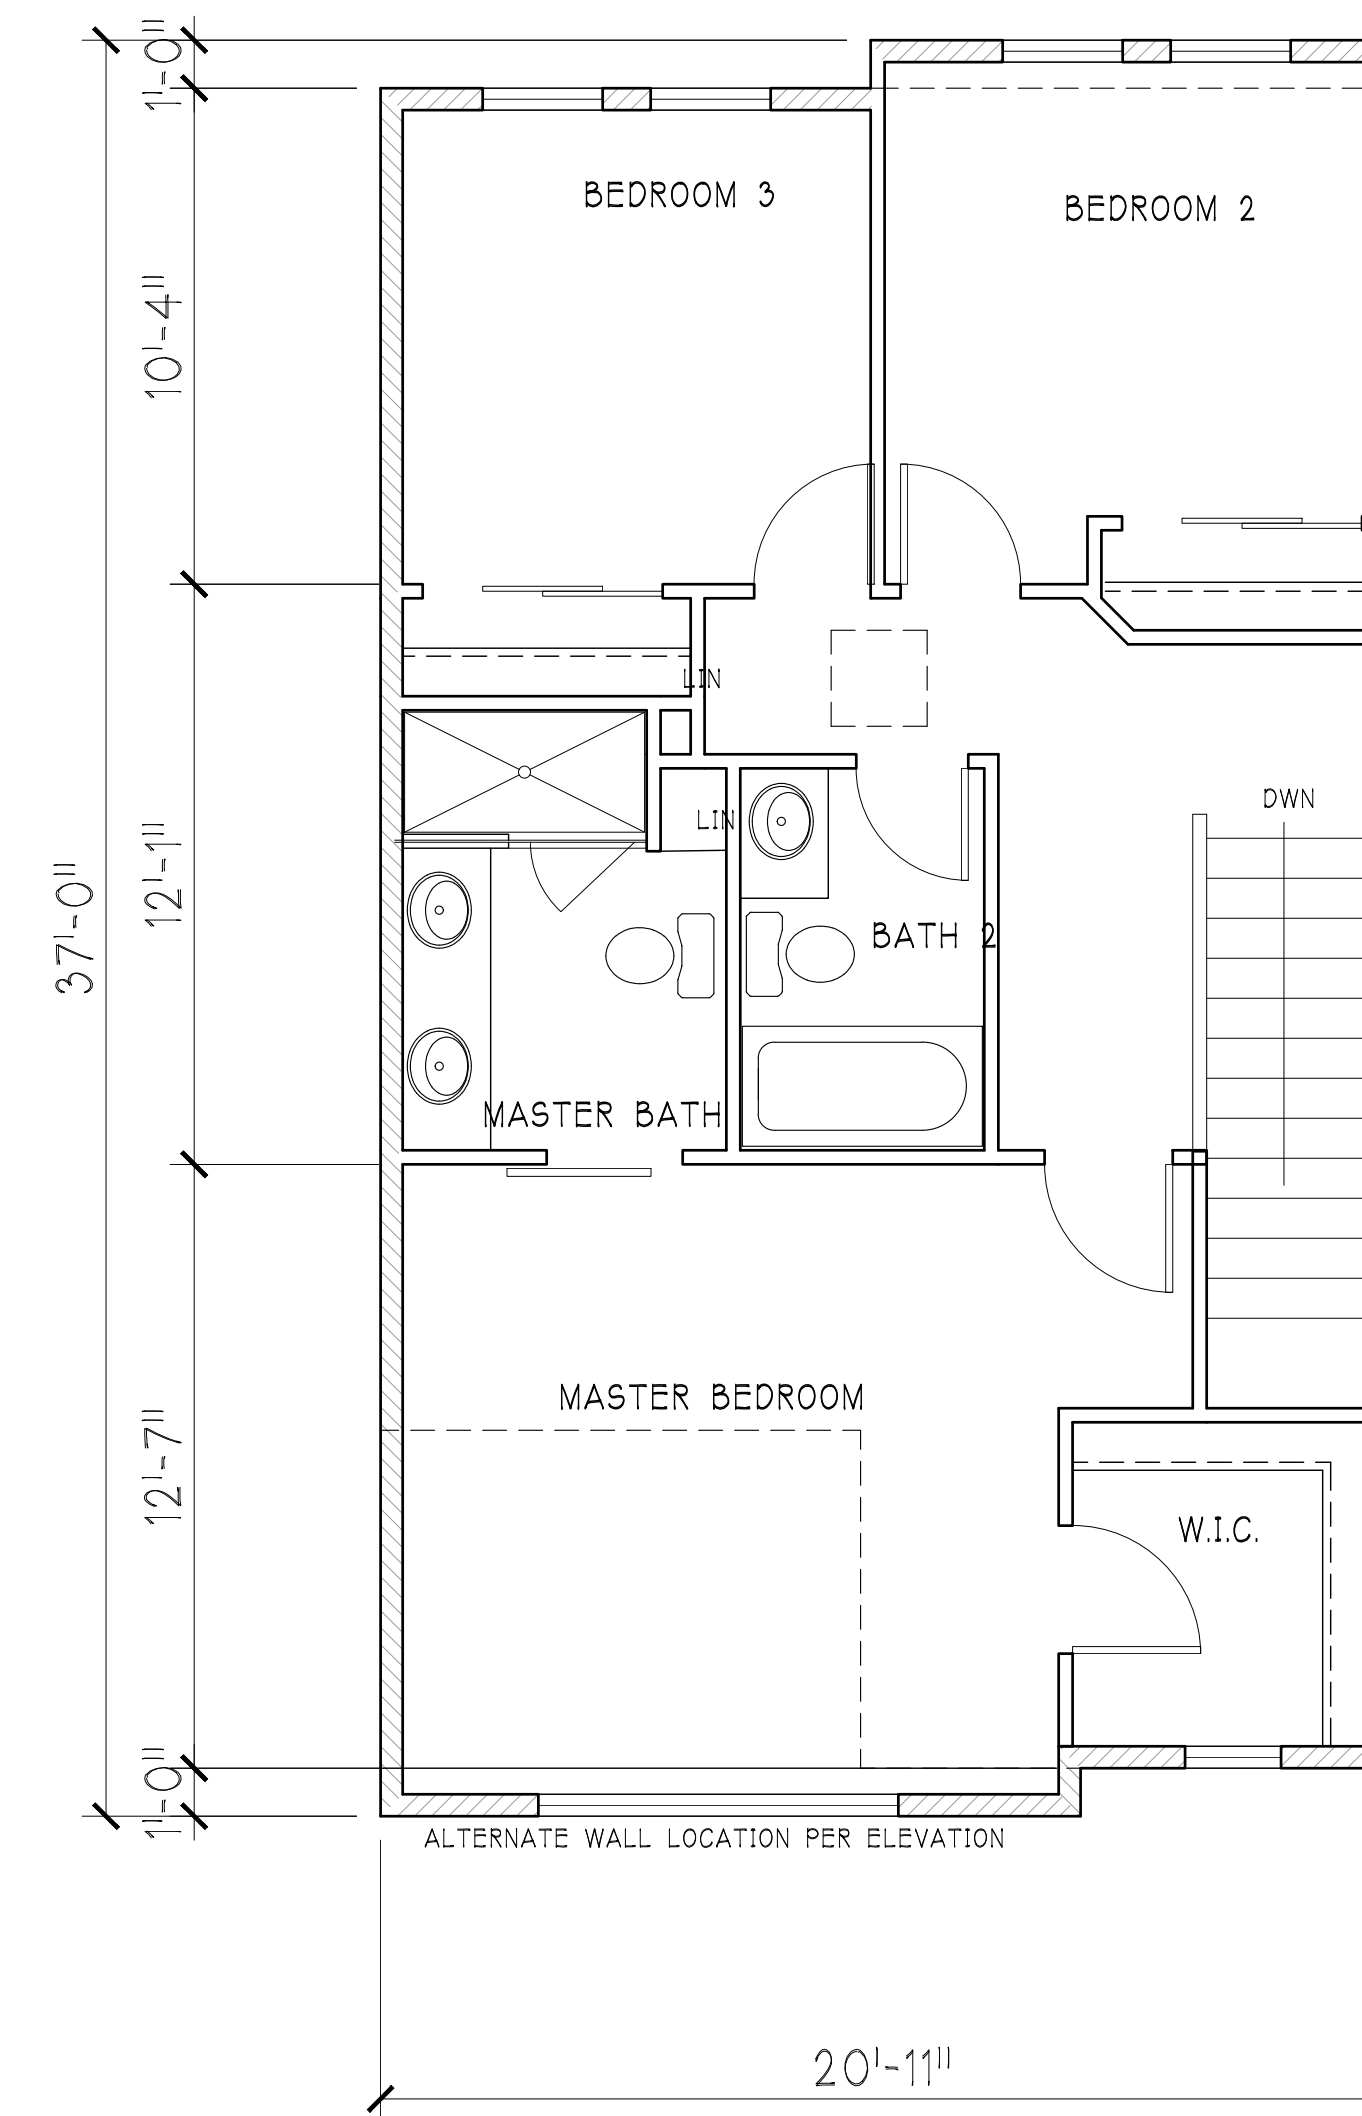 1'-0"
BEDROOM 3
BEDROOM 2
10'-4"
LIN
DWN
LIN
12'-1"
37'-0"
BATH 2
MASTER BATH
MASTER BEDROOM
12'-7"
W.I.C.
1'-0"
ALTERNATE WALL LOCATION PER ELEVATION
20'-11"